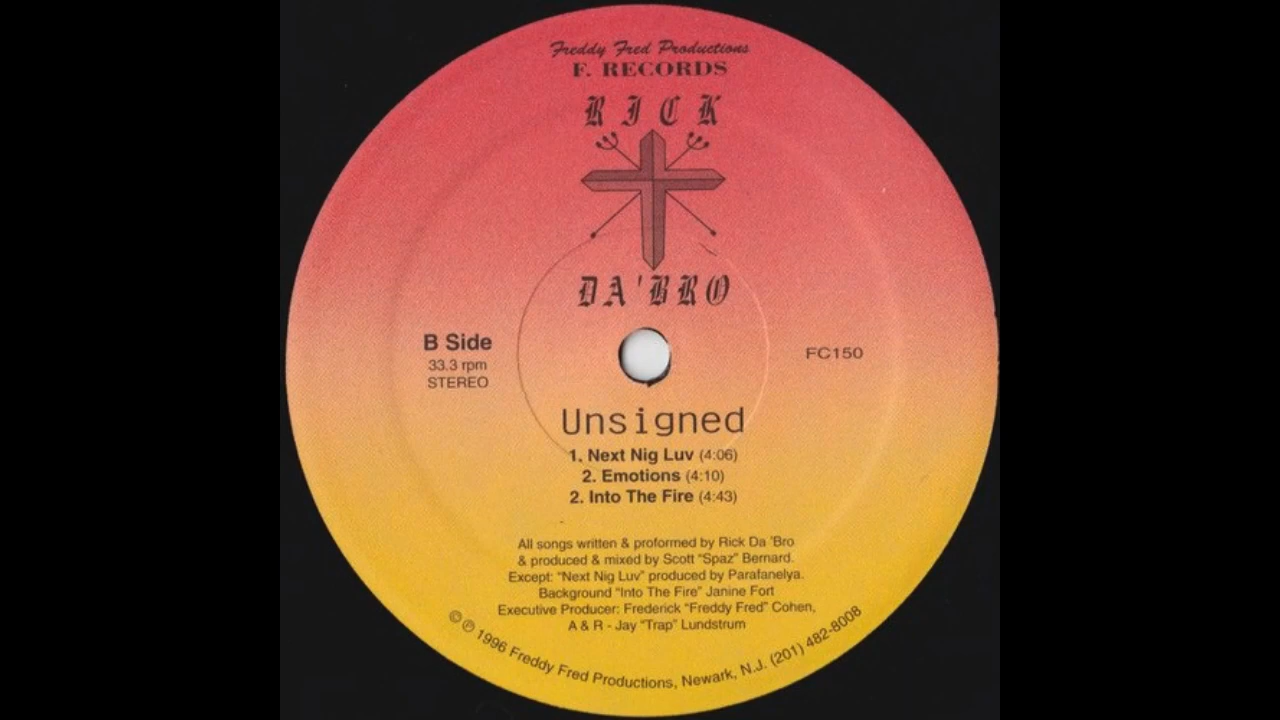 Freddy Fred Productions
F. RECORDS
RICK
DA'BRO
B Side
33.3 rpm
STEREO
FC150
Unsigned
1. Next Nig Luv (4:06)
2. Emotions (4:10)
2. Into The Fire (4:43)
All songs written & proformed by Rick Da 'Bro
& produced & mixed by Scott “Spaz” Bernard.
Except: “Next Nig Luv” produced by Parafanelya.
Background “Into The Fire” Janine Fort
Executive Producer: Frederick “Freddy Fred” Cohen,
A & R - Jay “Trap” Lundstrum
© ℗ 1996 Freddy Fred Productions, Newark, N.J. (201) 482-8008